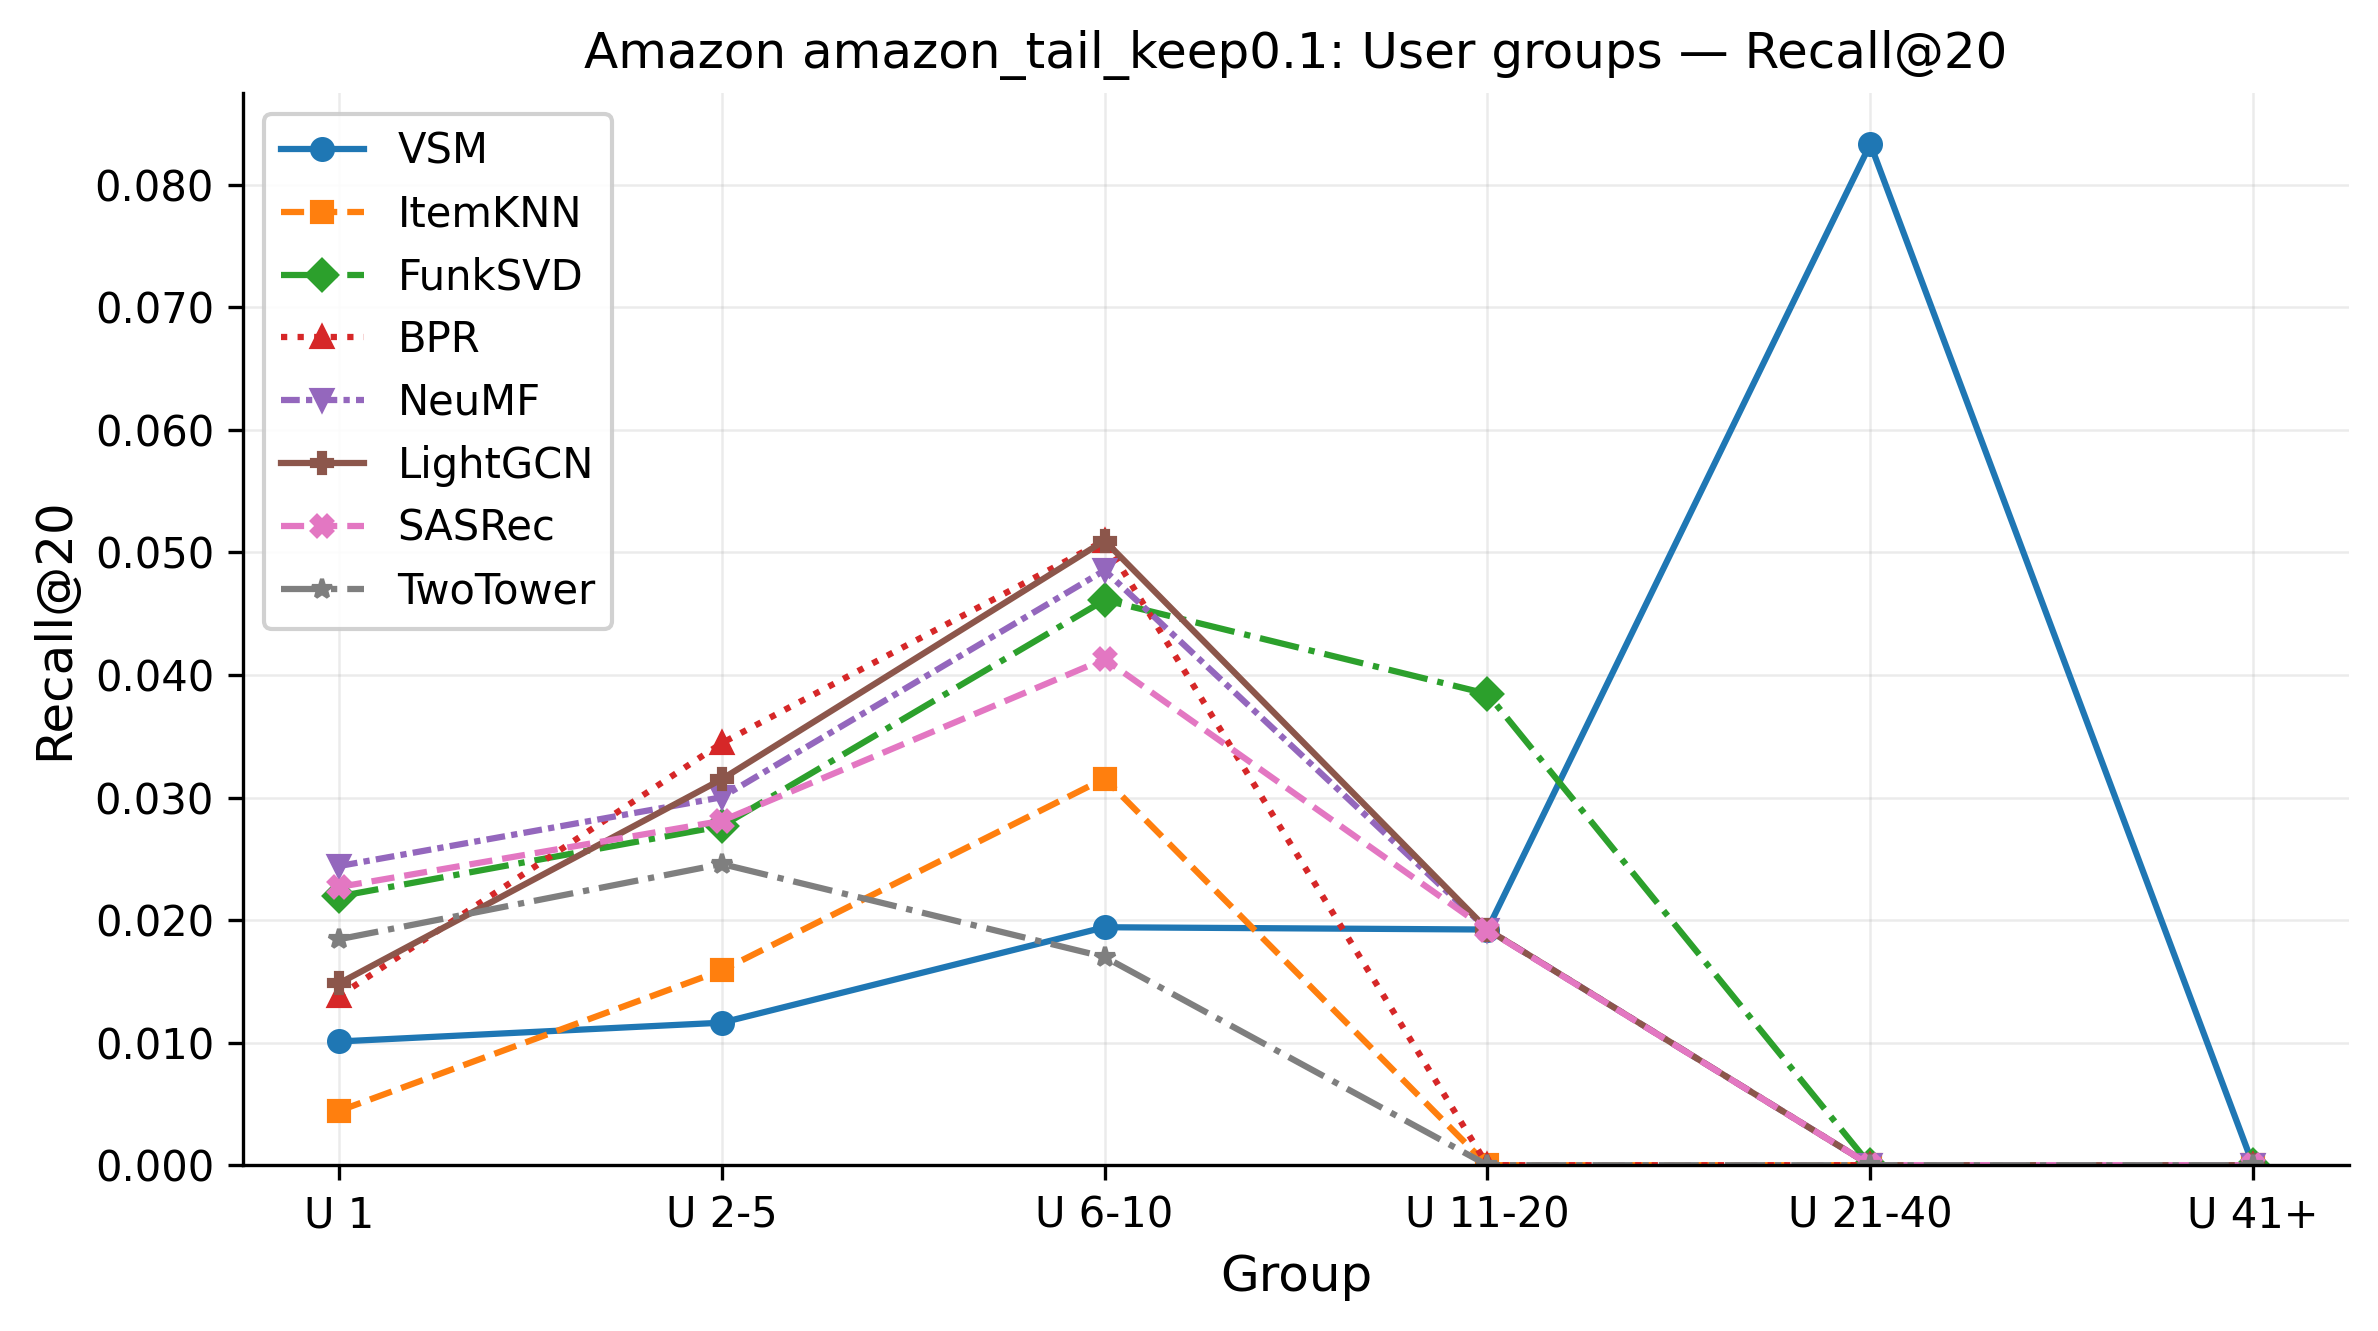 Amazon amazon_tail_keep0.1: User groups — Recall@20
VSM
ItemKNN
FunkSVD
BPR
NeuMF
LightGCN
SASRec
TwoTower
Recall@20
0.080
0.070
0.060
0.050
0.040
0.030
0.020
0.010
0.000
U 1
U 2-5
U 6-10
U 11-20
U 21-40
U 41+
Group